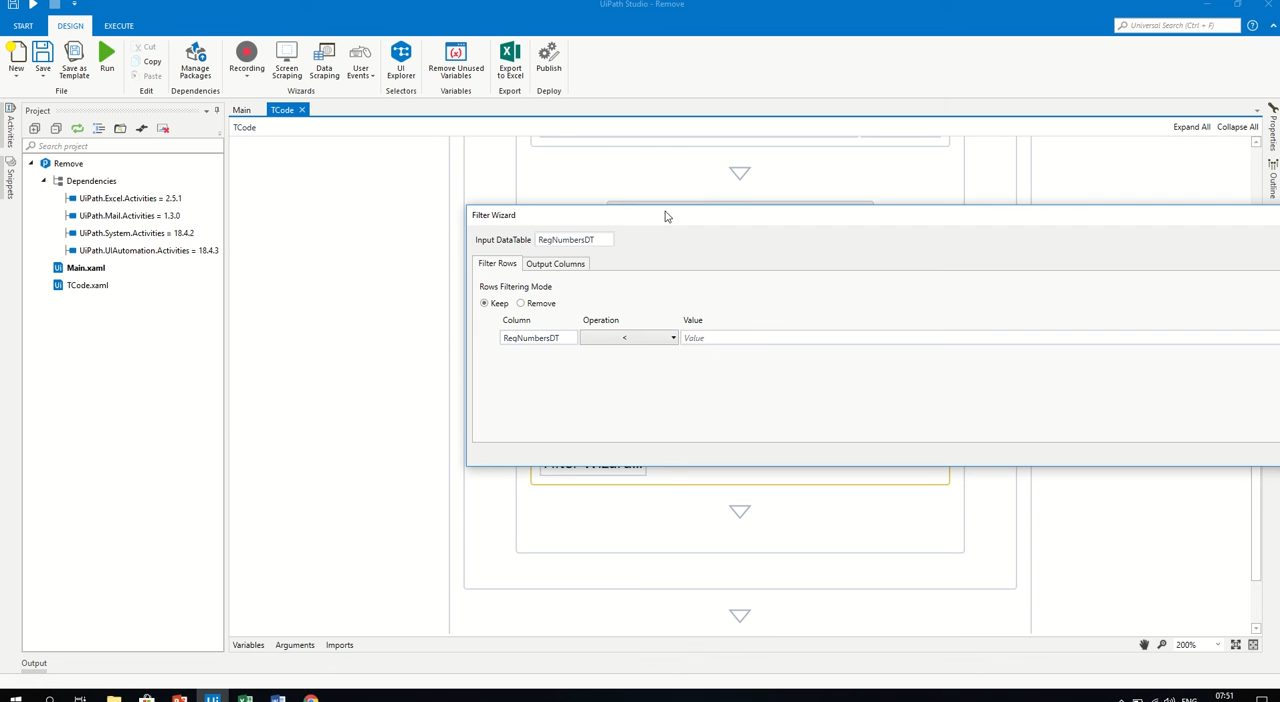 UiPath Studio - Remove
START DESIGN EXECUTE
Universal Search (Ctrl + F)
New Save Save as Template Run
Cut
Copy
Paste
Manage Packages
Recording
Screen Scraping
Data Scraping
User Events
UI Explorer
Remove Unused Variables
Export to Excel
Publish
File Edit Dependencies Wizards Selectors Variables Export Deploy
Project
Main TCode
TCode
Expand All Collapse All
Search project
Remove
Dependencies
UiPath.Excel.Activities = 2.5.1
UiPath.Mail.Activities = 1.3.0
UiPath.System.Activities = 18.4.2
UiPath.UIAutomation.Activities = 18.4.3
Main.xaml
TCode.xaml
Activities
Snippets
Properties
Outline
Filter Wizard
Input DataTable RegNumbersDT
Filter Rows Output Columns
Rows Filtering Mode
Keep Remove
Column Operation Value
RegNumbersDT < Value
Variables Arguments Imports
200%
Output
ENG
07:51